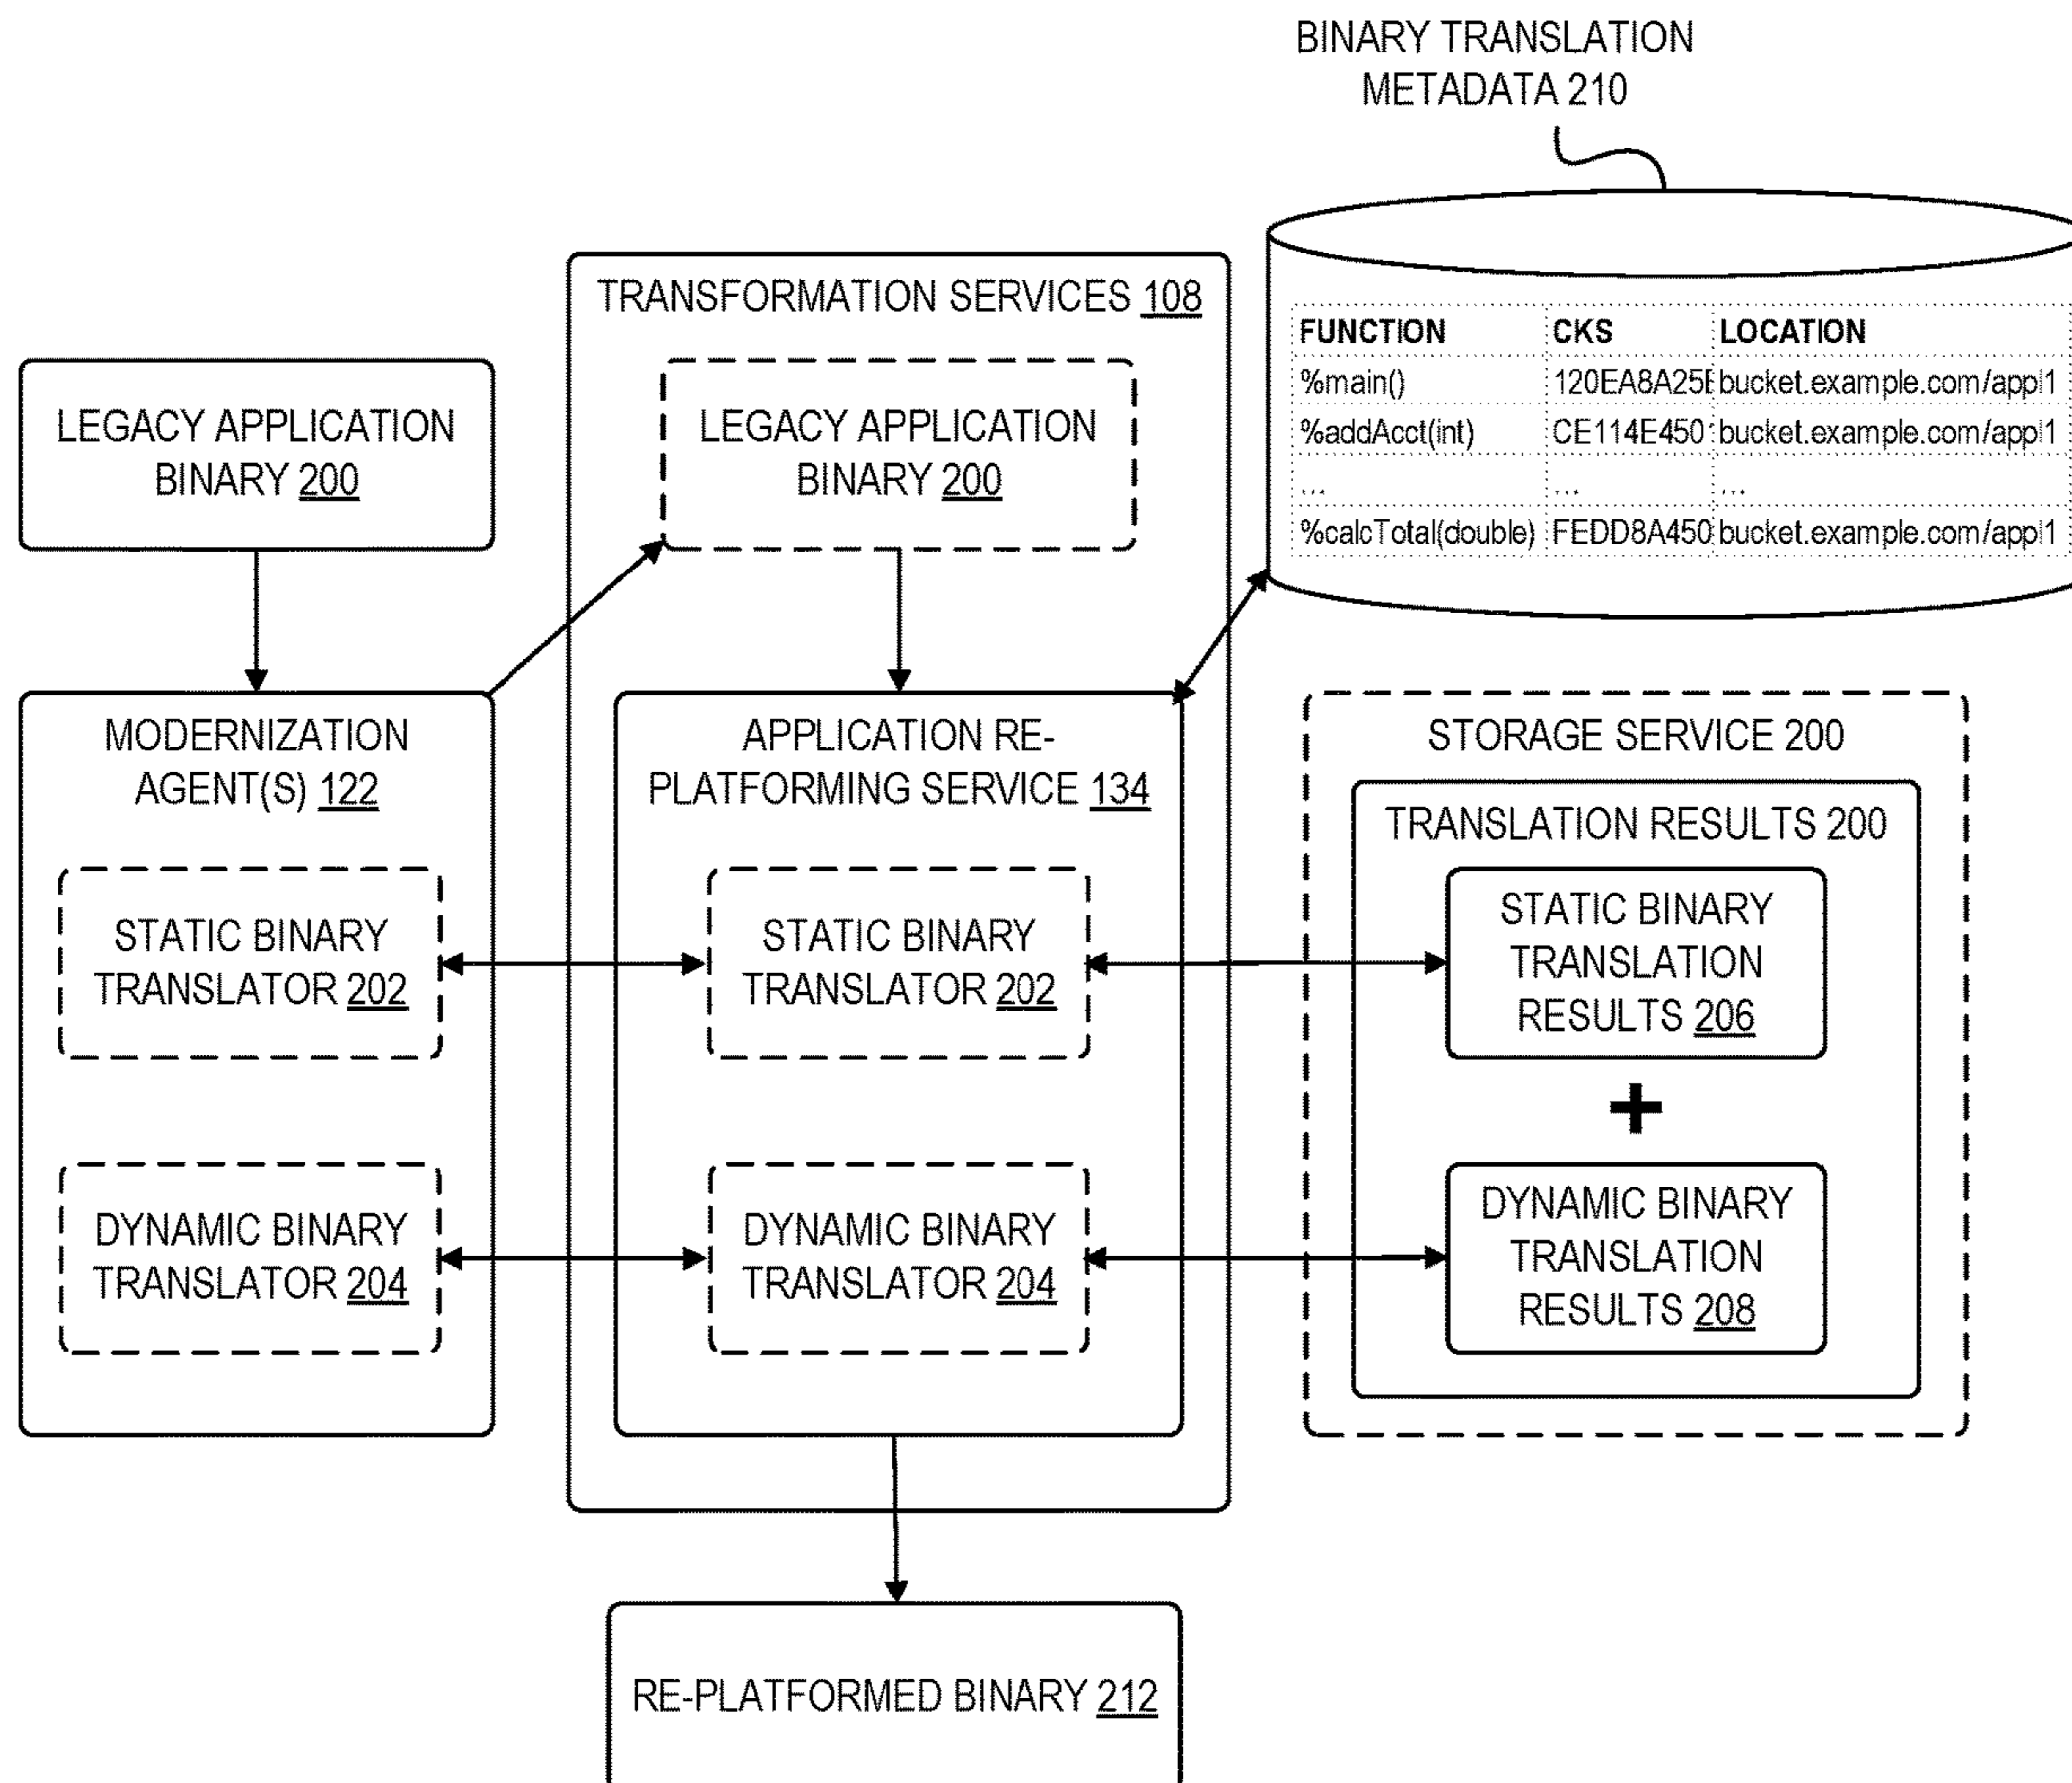 BINARY TRANSLATION
METADATA 210
TRANSFORMATION SERVICES 108
FUNCTION CKS LOCATION
%main() 120EA8A25 bucket.example.com/appl1
%addAcct(int) CE114E450 bucket.example.com/appl1
... ... ...
%calcTotal(double) FEDD8A450 bucket.example.com/appl1
LEGACY APPLICATION
BINARY 200
LEGACY APPLICATION
BINARY 200
MODERNIZATION
AGENT(S) 122
STATIC BINARY
TRANSLATOR 202
DYNAMIC BINARY
TRANSLATOR 204
APPLICATION RE-
PLATFORMING SERVICE 134
STATIC BINARY
TRANSLATOR 202
DYNAMIC BINARY
TRANSLATOR 204
STORAGE SERVICE 200
TRANSLATION RESULTS 200
STATIC BINARY
TRANSLATION
RESULTS 206
+
DYNAMIC BINARY
TRANSLATION
RESULTS 208
RE-PLATFORMED BINARY 212